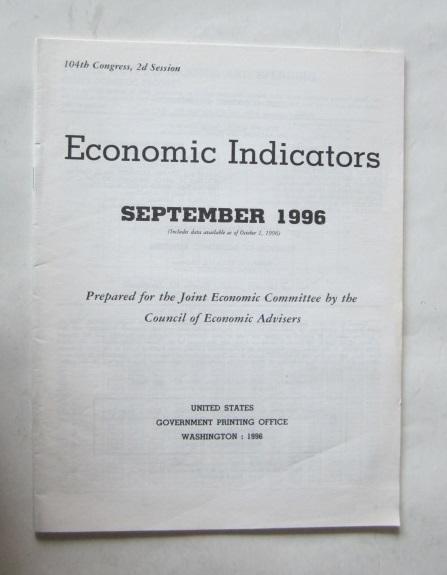 104th Congress, 2d Session
Economic Indicators
SEPTEMBER 1996
(Includes data available as of October 1, 1996)
Prepared for the Joint Economic Committee by the
Council of Economic Advisers
UNITED STATES
GOVERNMENT PRINTING OFFICE
WASHINGTON : 1996